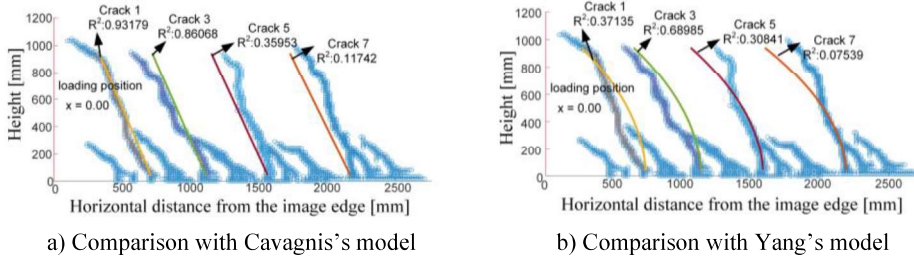 1200
1000
800
600
400
200
0
Height [mm]
Crack 1
R²:0.93179
Crack 3
R²:0.86068
Crack 5
R²:0.35953
Crack 7
R²:0.11742
loading position
x = 0.00
0 500 1000 1500 2000 2500
Horizontal distance from the image edge [mm]
a) Comparison with Cavagnis's model
1200
1000
800
600
400
200
0
Height [mm]
Crack 1
R²:0.37135
Crack 3
R²:0.68985
Crack 5
R²:0.30841
Crack 7
R²:0.07539
loading position
x = 0.00
0 500 1000 1500 2000 2500
Horizontal distance from the image edge [mm]
b) Comparison with Yang's model